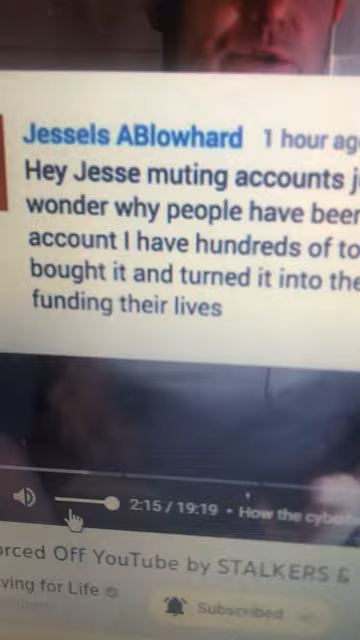 Jessels ABlowhard 1 hour ag
Hey Jesse muting accounts j
wonder why people have been
account I have hundreds of to
bought it and turned it into the
funding their lives
2:15 / 19:19 • How the cyber
orced Off YouTube by STALKERS &
ving for Life
Subscribed